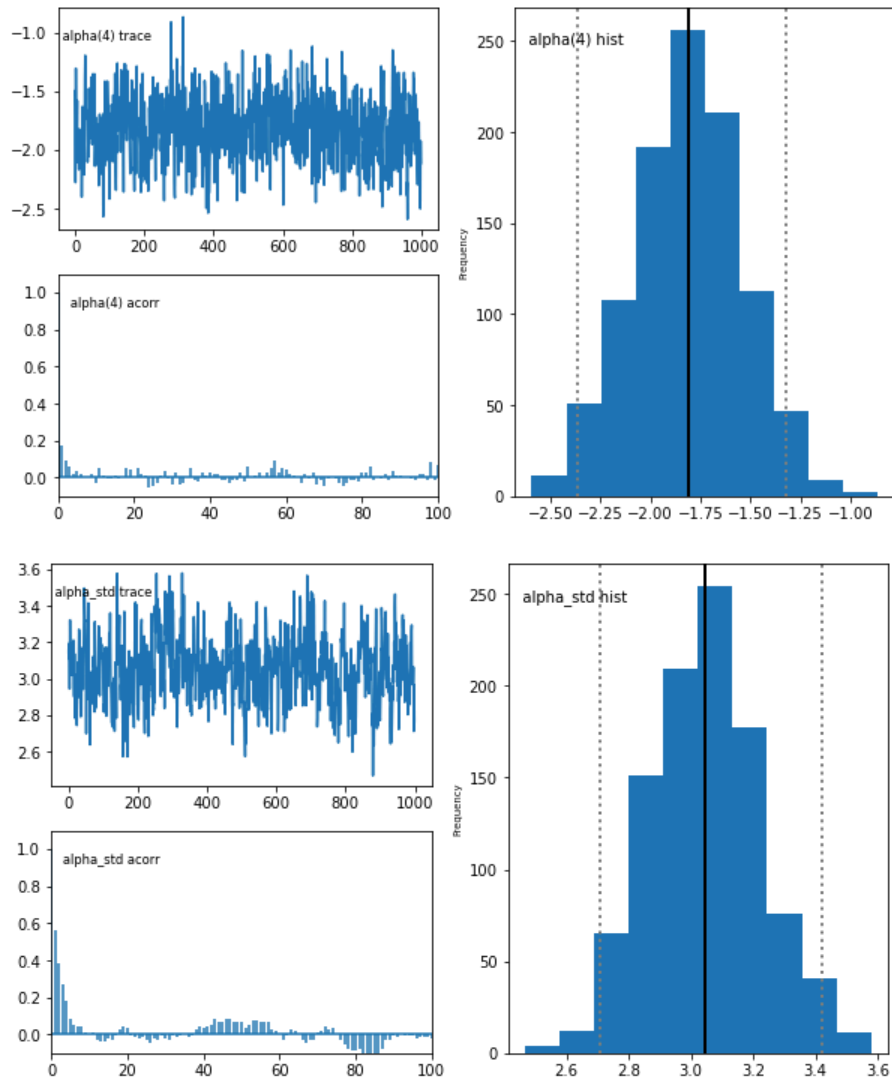 alpha(4) trace
−1.0
−1.5
−2.0
−2.5
0 200 400 600 800 1000
alpha(4) acorr
1.0
0.8
0.6
0.4
0.2
0.0
0 20 40 60 80 100
alpha(4) hist
Frequency
250
200
150
100
50
0
−2.50 −2.25 −2.00 −1.75 −1.50 −1.25 −1.00
alpha_std trace
3.6
3.4
3.2
3.0
2.8
2.6
0 200 400 600 800 1000
alpha_std acorr
1.0
0.8
0.6
0.4
0.2
0.0
0 20 40 60 80 100
alpha_std hist
Frequency
250
200
150
100
50
0
2.6 2.8 3.0 3.2 3.4 3.6